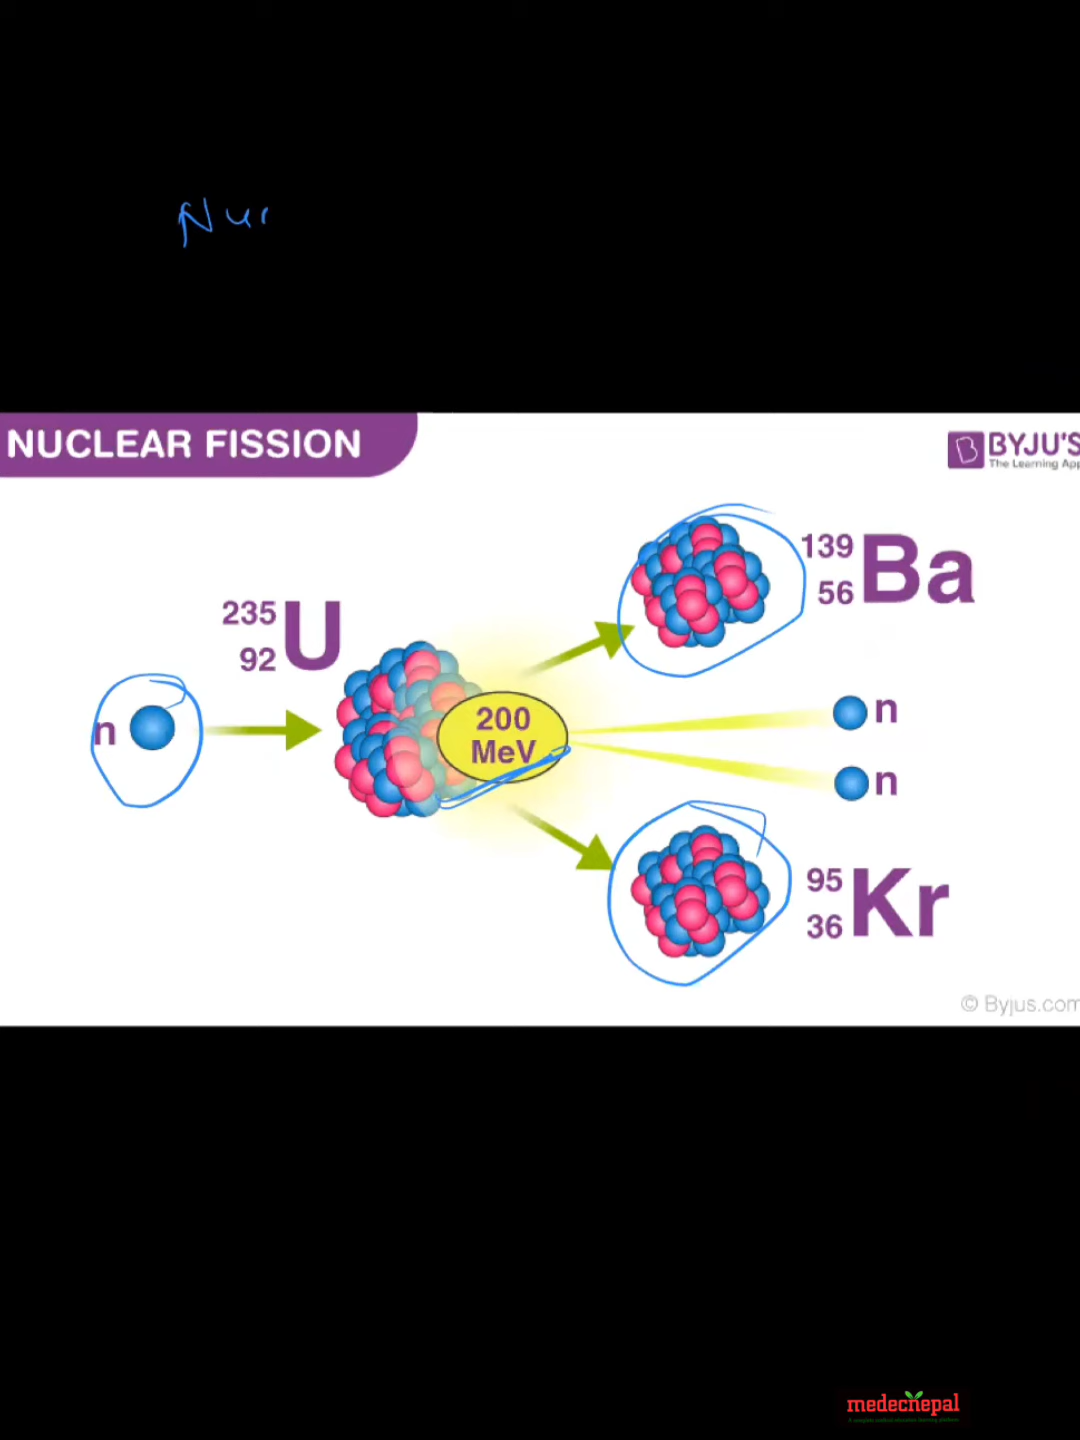 Nur
NUCLEAR FISSION
BYJU'S
The Learning App
139
56
Ba
235
92
U
n
200
MeV
n
n
95
36
Kr
© Byjus.com
medecnepal